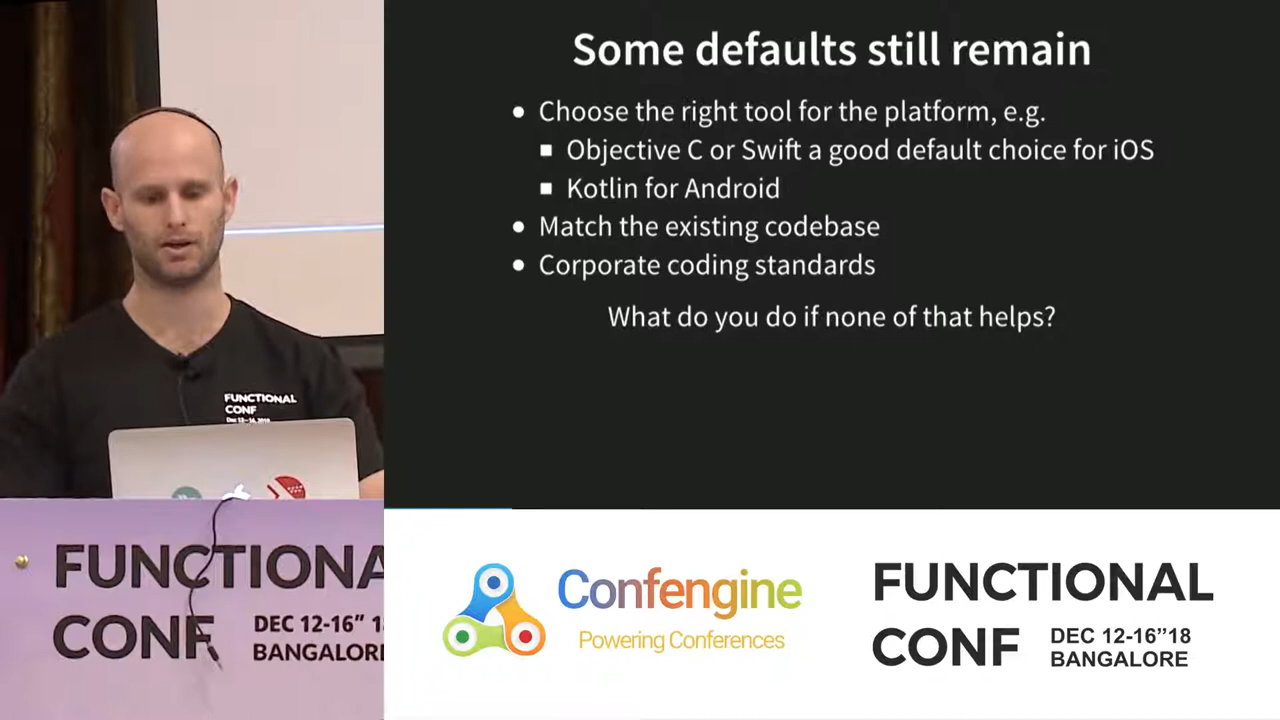 Some defaults still remain
Choose the right tool for the platform, e.g.
Objective C or Swift a good default choice for iOS
Kotlin for Android
Match the existing codebase
Corporate coding standards
What do you do if none of that helps?
FUNCTIONAL
CONF
Dec 12-16, 2018
FUNCTIONA
CONF
DEC 12-16" 1
BANGALORE
Confengine
Powering Conferences
FUNCTIONAL
CONF
DEC 12-16"18
BANGALORE